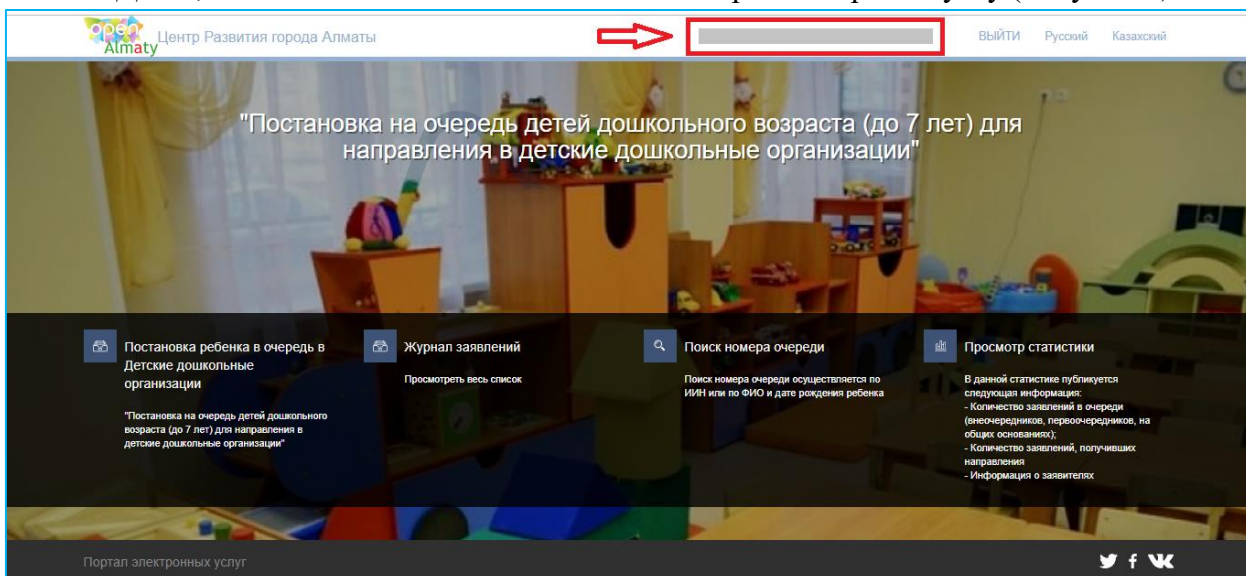 open
Almaty
Центр Развития города Алматы
ВЫЙТИ Русский Казахский
"Постановка на очередь детей дошкольного возраста (до 7 лет) для
направления в детские дошкольные организации"
Постановка ребенка в очередь в
Детские дошкольные
организации
"Постановка на очередь детей дошкольного
возраста (до 7 лет) для направления в
детские дошкольные организации"
Журнал заявлений
Просмотреть весь список
Поиск номера очереди
Поиск номера очереди осуществляется по
ИИН или по ФИО и дате рождения ребенка
Просмотр статистики
В данной статистике публикуется
следующая информация:
- Количество заявлений в очереди
(внеочередников, первоочередников, на
общих основаниях);
- Количество заявлений, получивших
направления
- Информация о заявителях
Портал электронных услуг